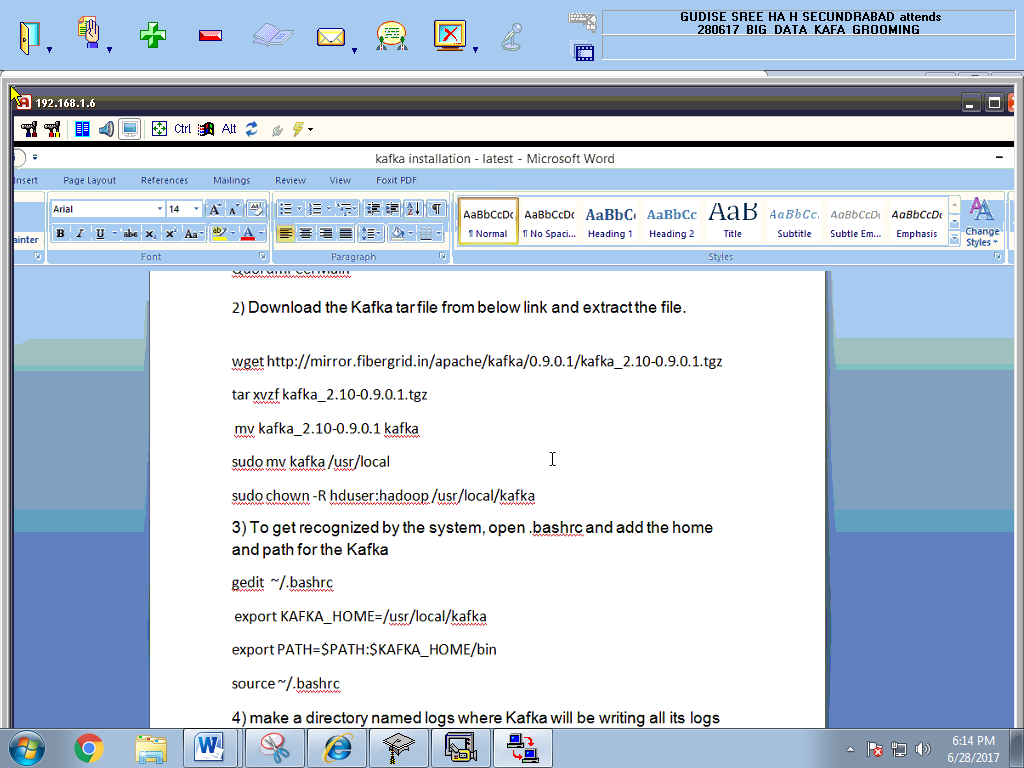 GUDISE SREE HA H SECUNDRABAD attends
280617 BIG DATA KAFA GROOMING
192.168.1.6
Ctrl Alt
kafka installation - latest - Microsoft Word
Insert Page Layout References Mailings Review View Foxit PDF
Arial 14
AaBbCcDc AaBbCcDc AaBbC AaBbCc AaB AaBbCc. AaBbCcDı AaBbCcDı
¶ Normal ¶ No Spaci... Heading 1 Heading 2 Title Subtitle Subtle Em... Emphasis
Change
Styles
ainter
Font Paragraph Styles
QuorumPeerMain
2) Download the Kafka tar file from below link and extract the file.
wget http://mirror.fibergrid.in/apache/kafka/0.9.0.1/kafka_2.10-0.9.0.1.tgz
tar xvzf kafka_2.10-0.9.0.1.tgz
mv kafka_2.10-0.9.0.1 kafka
sudo mv kafka /usr/local
sudo chown -R hduser:hadoop /usr/local/kafka
3) To get recognized by the system, open .bashrc and add the home
and path for the Kafka
gedit ~/.bashrc
export KAFKA_HOME=/usr/local/kafka
export PATH=$PATH:$KAFKA_HOME/bin
source ~/.bashrc
4) make a directory named logs where Kafka will be writing all its logs
6:14 PM
6/28/2017